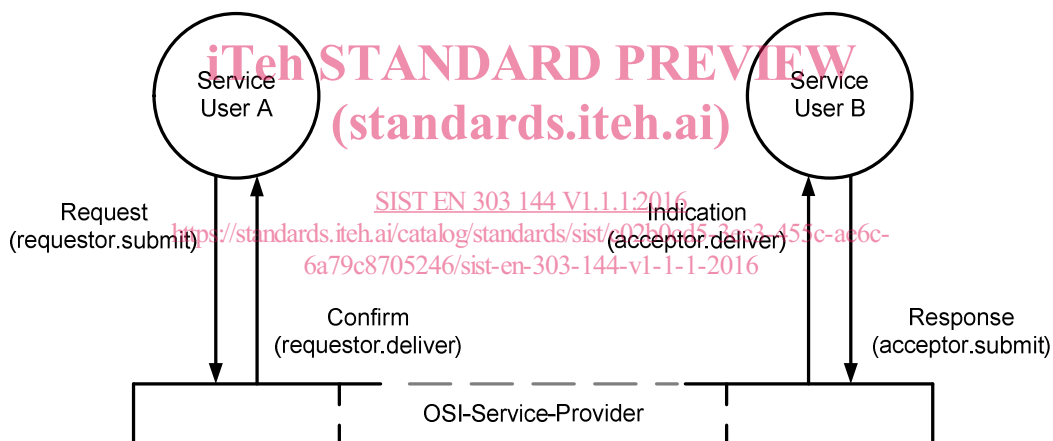 iTeh STANDARD PREVIEW
(standards.iteh.ai)
Service
User A
Service
User B
SIST EN 303 144 V1.1.1:2016
https://standards.iteh.ai/catalog/standards/sist/c02b0cd5-3ec3-455c-ae6c-
6a79c8705246/sist-en-303-144-v1-1-1-2016
Request
(requestor.submit)
Indication
(acceptor.deliver)
Confirm
(requestor.deliver)
Response
(acceptor.submit)
OSI-Service-Provider